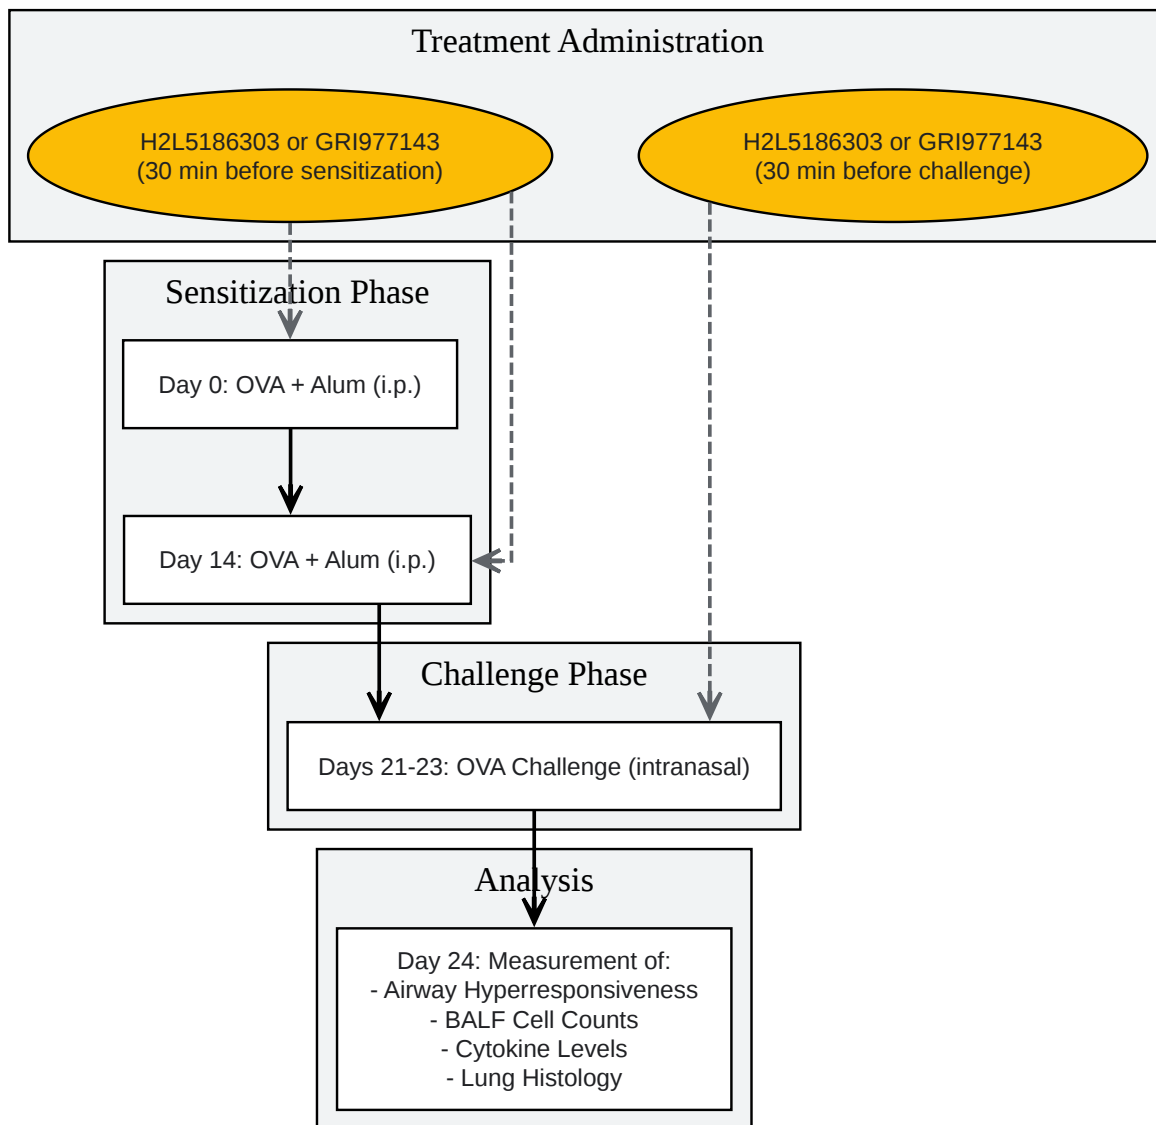 Treatment Administration
H2L5186303 or GRI977143
(30 min before sensitization)
H2L5186303 or GRI977143
(30 min before challenge)
Sensitization Phase
Day 0: OVA + Alum (i.p.)
Day 14: OVA + Alum (i.p.)
Challenge Phase
Days 21-23: OVA Challenge (intranasal)
Analysis
Day 24: Measurement of:
- Airway Hyperresponsiveness
- BALF Cell Counts
- Cytokine Levels
- Lung Histology